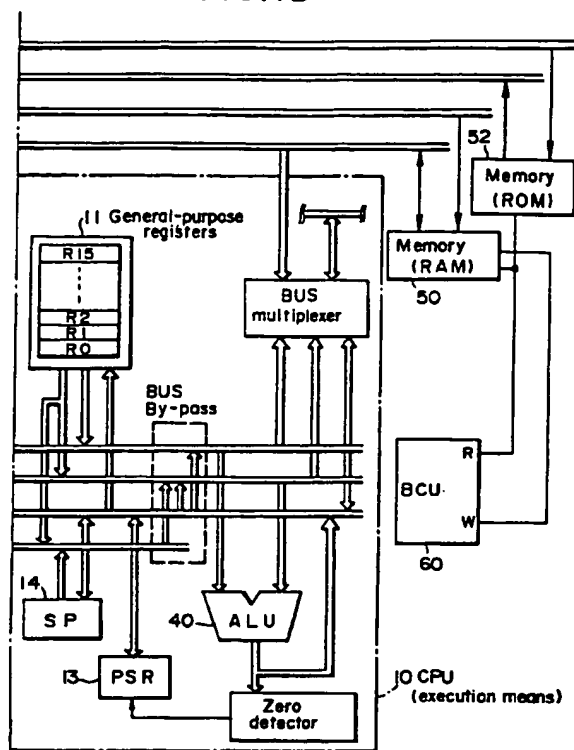 52
Memory
(ROM)
11 General-purpose
registers
R15
R2
R1
R0
Memory
(RAM)
50
BUS
multiplexer
BUS
By-pass
R
BCU
W
60
14
SP
40
ALU
13
PSR
10 CPU
(execution means)
Zero
detector